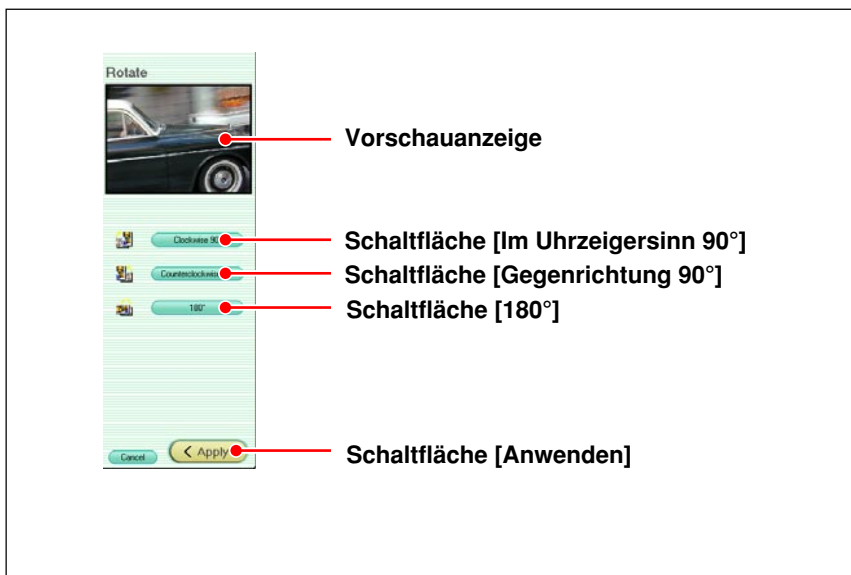 Rotate
Vorschauanzeige
Clockwise 90
Schaltfläche [Im Uhrzeigersinn 90°]
Schaltfläche [Gegenrichtung 90°]
180°
Schaltfläche [180°]
Cancel
< Apply
Schaltfläche [Anwenden]